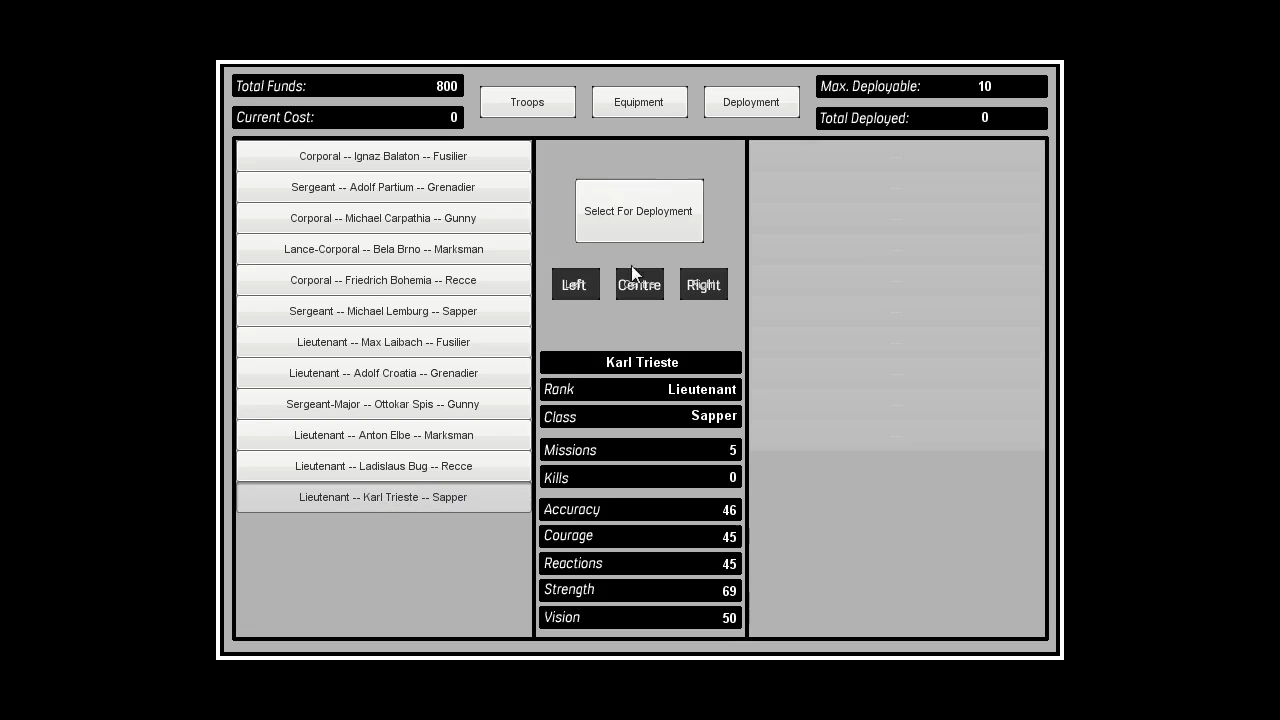 Total Funds: 800
Current Cost: 0
Troops
Equipment
Deployment
Max. Deployable: 10
Total Deployed: 0
Corporal -- Ignaz Balaton -- Fusilier
Sergeant -- Adolf Partium -- Grenadier
Corporal -- Michael Carpathia -- Gunny
Lance-Corporal -- Bela Brno -- Marksman
Corporal -- Friedrich Bohemia -- Recce
Sergeant -- Michael Lemburg -- Sapper
Lieutenant -- Max Laibach -- Fusilier
Lieutenant -- Adolf Croatia -- Grenadier
Sergeant-Major -- Ottokar Spis -- Gunny
Lieutenant -- Anton Elbe -- Marksman
Lieutenant -- Ladislaus Bug -- Recce
Lieutenant -- Karl Trieste -- Sapper
Select For Deployment
Left
Centre
Right
Karl Trieste
Rank Lieutenant
Class Sapper
Missions 5
Kills 0
Accuracy 46
Courage 45
Reactions 45
Strength 69
Vision 50